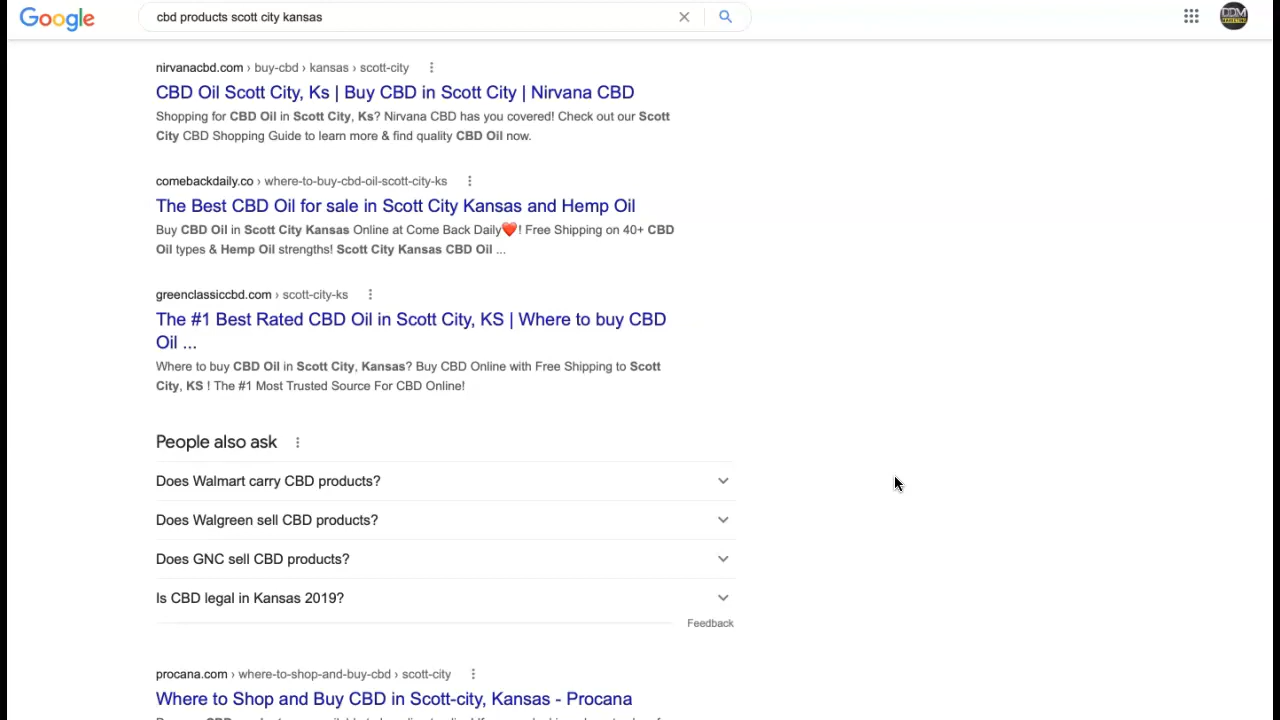 Google
cbd products scott city kansas
ODM
nirvanacbd.com › buy-cbd › kansas › scott-city
CBD Oil Scott City, Ks | Buy CBD in Scott City | Nirvana CBD
Shopping for CBD Oil in Scott City, Ks? Nirvana CBD has you covered! Check out our Scott
City CBD Shopping Guide to learn more & find quality CBD Oil now.
comebackdaily.co › where-to-buy-cbd-oil-scott-city-ks
The Best CBD Oil for sale in Scott City Kansas and Hemp Oil
Buy CBD Oil in Scott City Kansas Online at Come Back Daily❤️! Free Shipping on 40+ CBD
Oil types & Hemp Oil strengths! Scott City Kansas CBD Oil ...
greenclassiccbd.com › scott-city-ks
The #1 Best Rated CBD Oil in Scott City, KS | Where to buy CBD
Oil ...
Where to buy CBD Oil in Scott City, Kansas? Buy CBD Online with Free Shipping to Scott
City, KS ! The #1 Most Trusted Source For CBD Online!
People also ask
Does Walmart carry CBD products?
Does Walgreen sell CBD products?
Does GNC sell CBD products?
Is CBD legal in Kansas 2019?
Feedback
procana.com › where-to-shop-and-buy-cbd › scott-city
Where to Shop and Buy CBD in Scott-city, Kansas - Procana